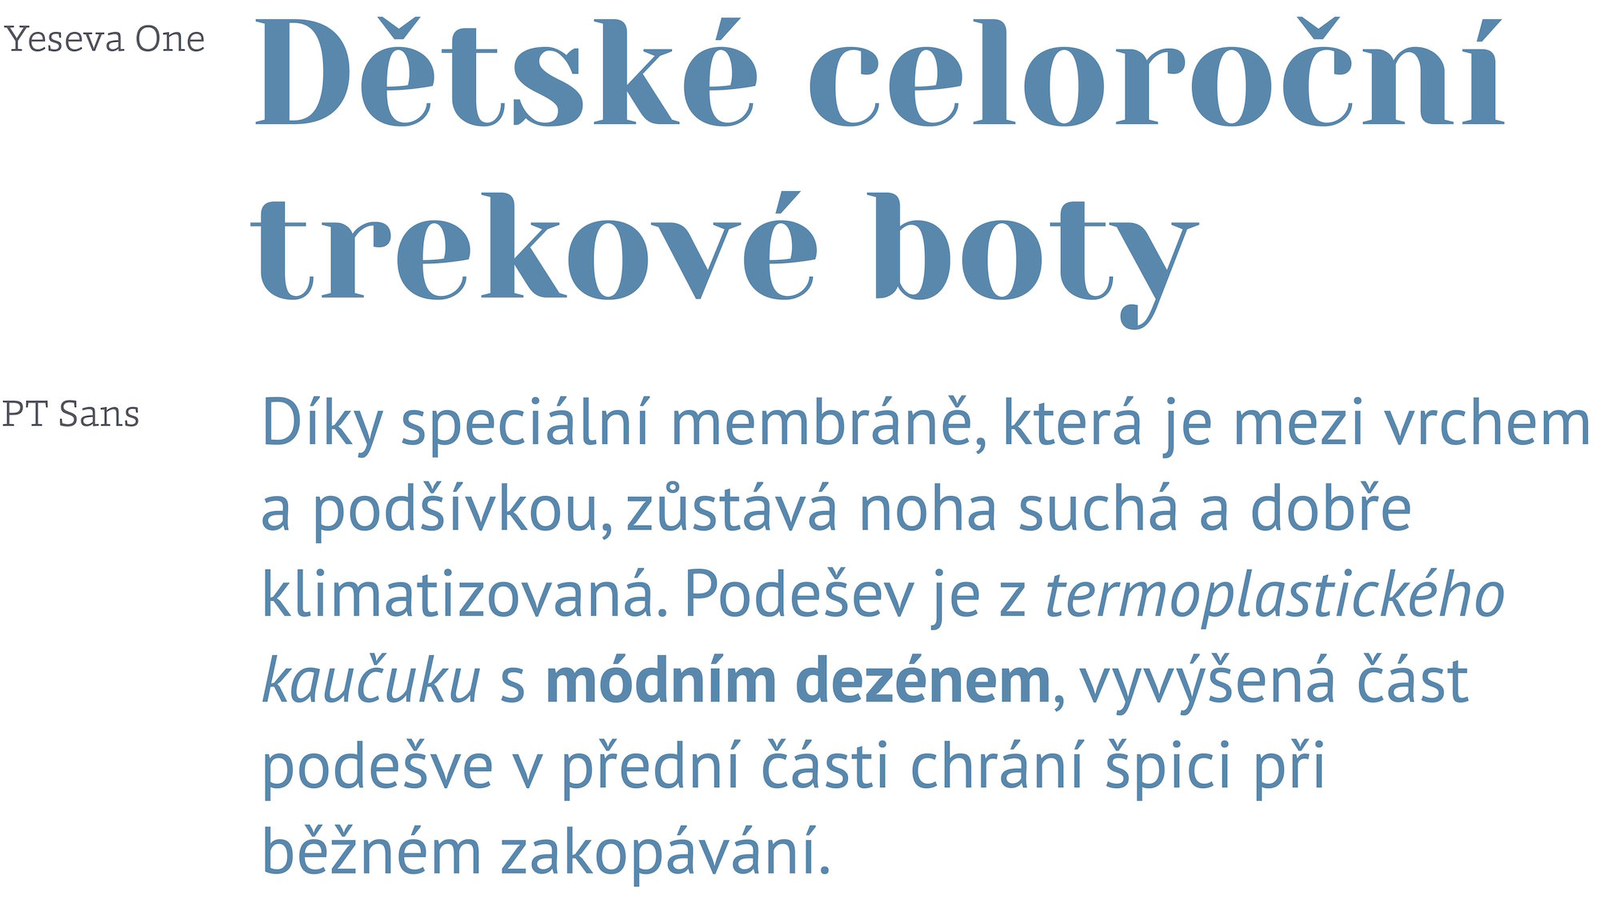 Yeseva One
Dětské celoroční
trekové boty
PT Sans
Díky speciální membráně, která je mezi vrchem
a podšívkou, zůstává noha suchá a dobře
klimatizovaná. Podešev je z termoplastického
kaučuku s módním dezénem, vyvýšená část
podešve v přední části chrání špici při
běžném zakopávání.